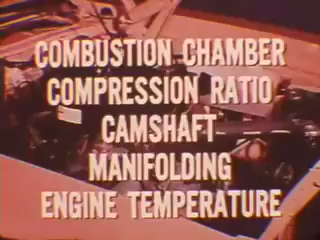 COMBUSTION CHAMBER
COMPRESSION RATIO
CAMSHAFT
MANIFOLDING
ENGINE TEMPERATURE